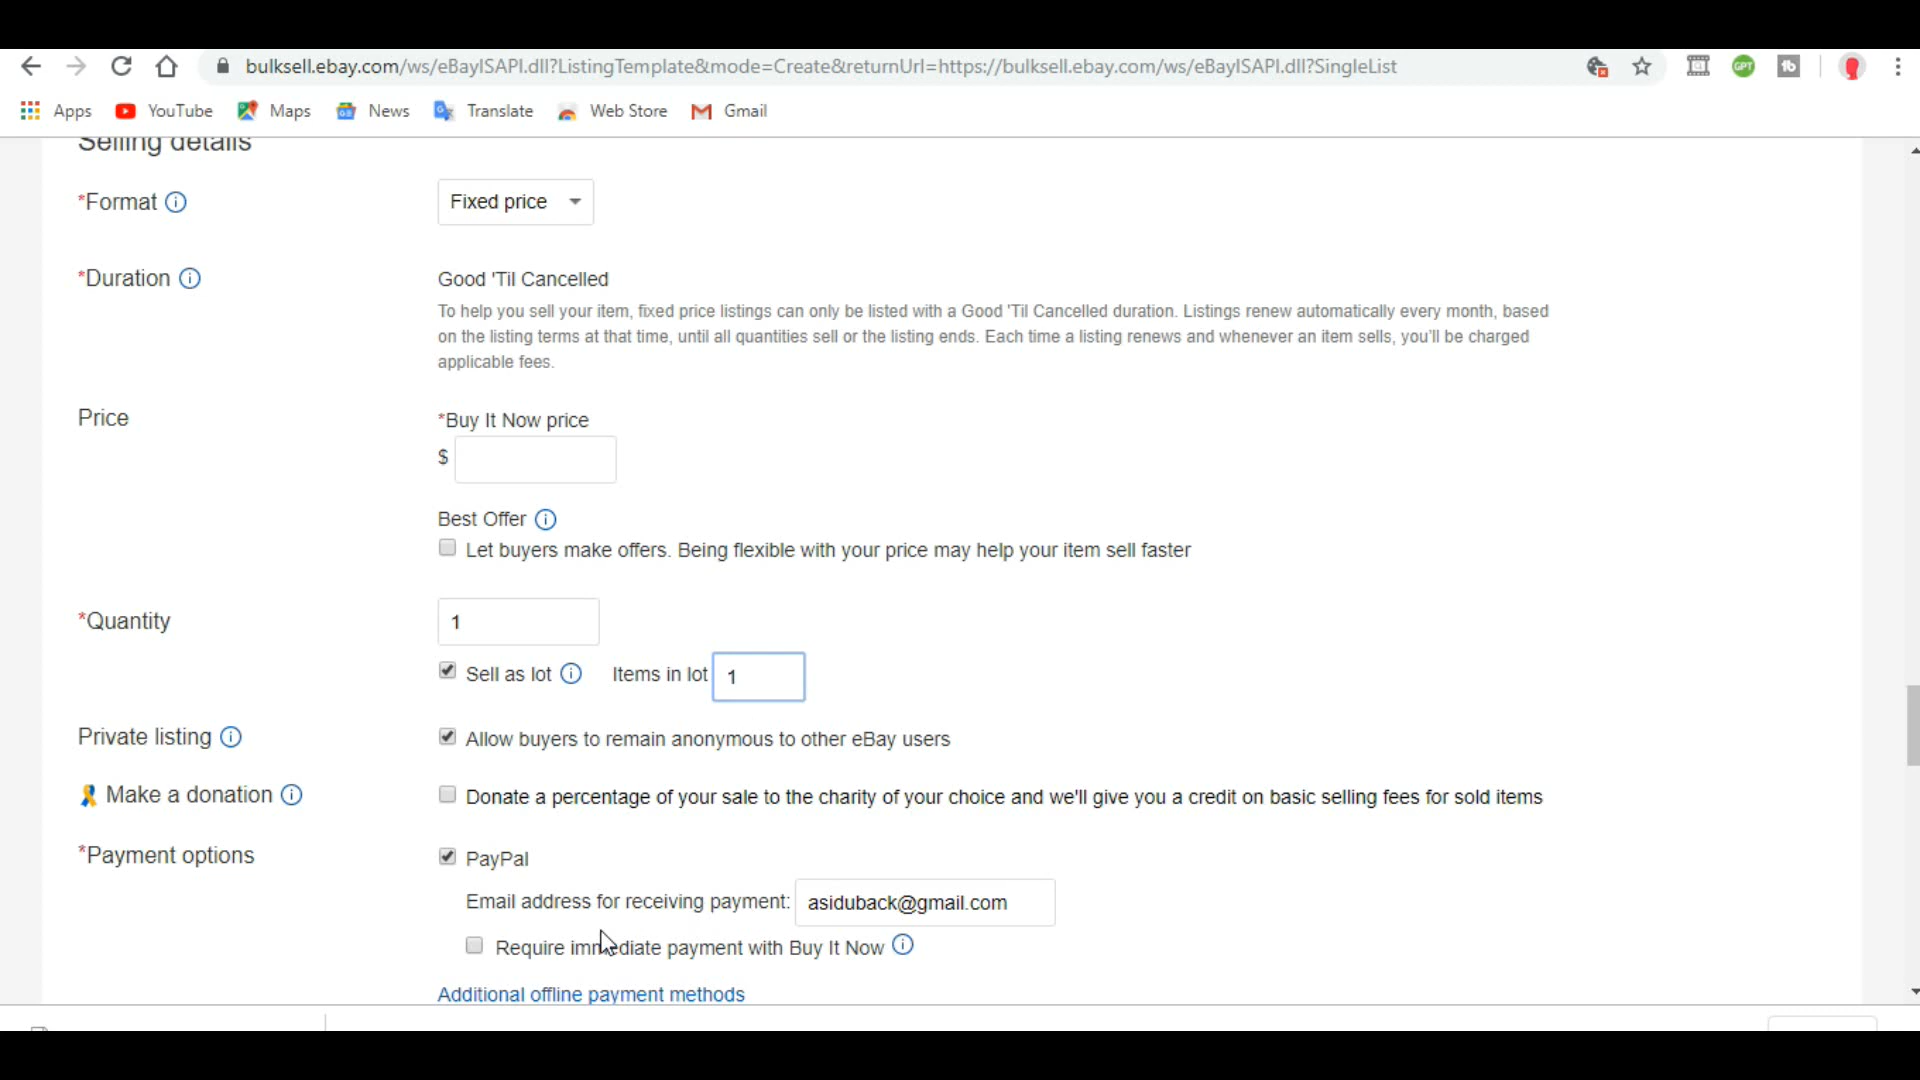 bulksell.ebay.com/ws/eBayISAPI.dll?ListingTemplate&mode=Create&returnUrl=https://bulksell.ebay.com/ws/eBayISAPI.dll?SingleList
GPT
Apps YouTube Maps News Translate Web Store Gmail
Selling details
*Format Fixed price
*Duration Good 'Til Cancelled
To help you sell your item, fixed price listings can only be listed with a Good 'Til Cancelled duration. Listings renew automatically every month, based
on the listing terms at that time, until all quantities sell or the listing ends. Each time a listing renews and whenever an item sells, you'll be charged
applicable fees.
Price *Buy It Now price
$
Best Offer
Let buyers make offers. Being flexible with your price may help your item sell faster
*Quantity 1
Sell as lot Items in lot 1
Private listing Allow buyers to remain anonymous to other eBay users
Make a donation Donate a percentage of your sale to the charity of your choice and we'll give you a credit on basic selling fees for sold items
*Payment options PayPal
Email address for receiving payment: asiduback@gmail.com
Require immediate payment with Buy It Now
Additional offline payment methods